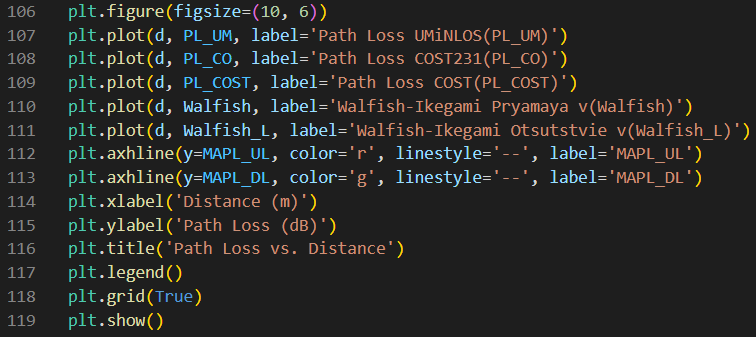 106 plt.figure(figsize=(10, 6))
107 plt.plot(d, PL_UM, label='Path Loss UMiNLOS(PL_UM)')
108 plt.plot(d, PL_CO, label='Path Loss COST231(PL_CO)')
109 plt.plot(d, PL_COST, label='Path Loss COST(PL_COST)')
110 plt.plot(d, Walfish, label='Walfish-Ikegami Pryamaya v(Walfish)')
111 plt.plot(d, Walfish_L, label='Walfish-Ikegami Otsutstvie v(Walfish_L)')
112 plt.axhline(y=MAPL_UL, color='r', linestyle='--', label='MAPL_UL')
113 plt.axhline(y=MAPL_DL, color='g', linestyle='--', label='MAPL_DL')
114 plt.xlabel('Distance (m)')
115 plt.ylabel('Path Loss (dB)')
116 plt.title('Path Loss vs. Distance')
117 plt.legend()
118 plt.grid(True)
119 plt.show()